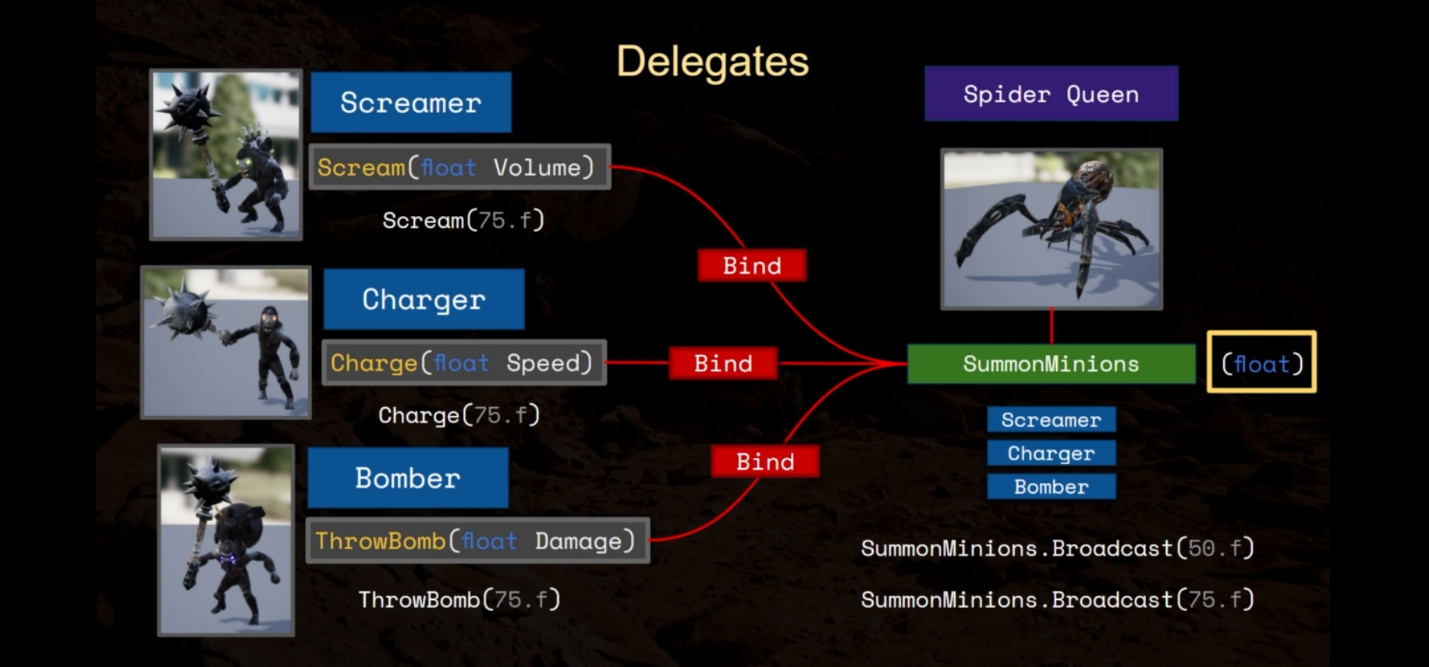 Delegates
Screamer
Scream(float Volume)
Scream(75.f)
Bind
Charger
Charge(float Speed)
Charge(75.f)
Bind
Bomber
ThrowBomb(float Damage)
ThrowBomb(75.f)
Bind
Spider Queen
SummonMinions
(float)
Screamer
Charger
Bomber
SummonMinions.Broadcast(50.f)
SummonMinions.Broadcast(75.f)